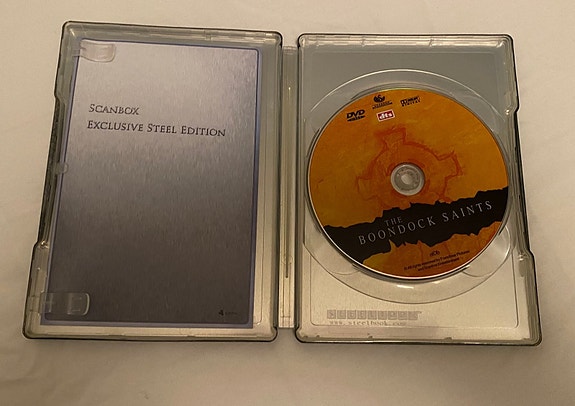 SCANBOX
EXCLUSIVE STEEL EDITION
DVD
dts
THE
BOONDOCK SAINTS
www.steelbook.com